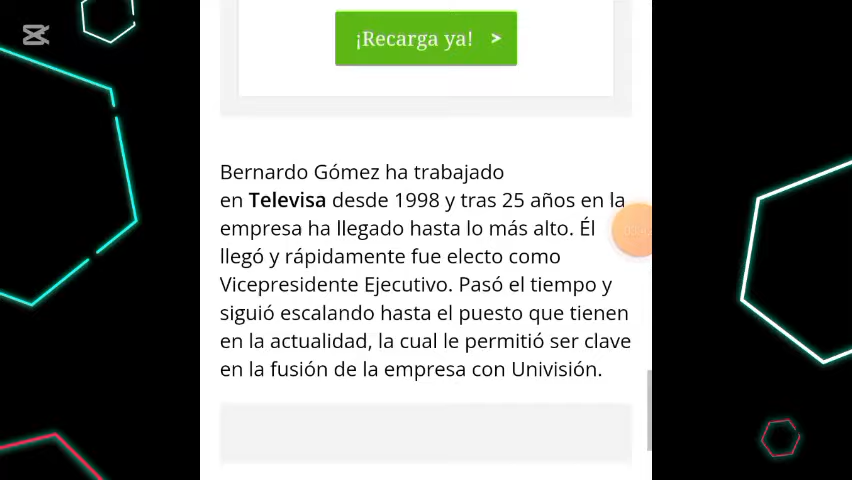 ¡Recarga ya! >
Bernardo Gómez ha trabajado
en Televisa desde 1998 y tras 25 años en la
empresa ha llegado hasta lo más alto. Él
llegó y rápidamente fue electo como
Vicepresidente Ejecutivo. Pasó el tiempo y
siguió escalando hasta el puesto que tienen
en la actualidad, la cual le permitió ser clave
en la fusión de la empresa con Univisión.